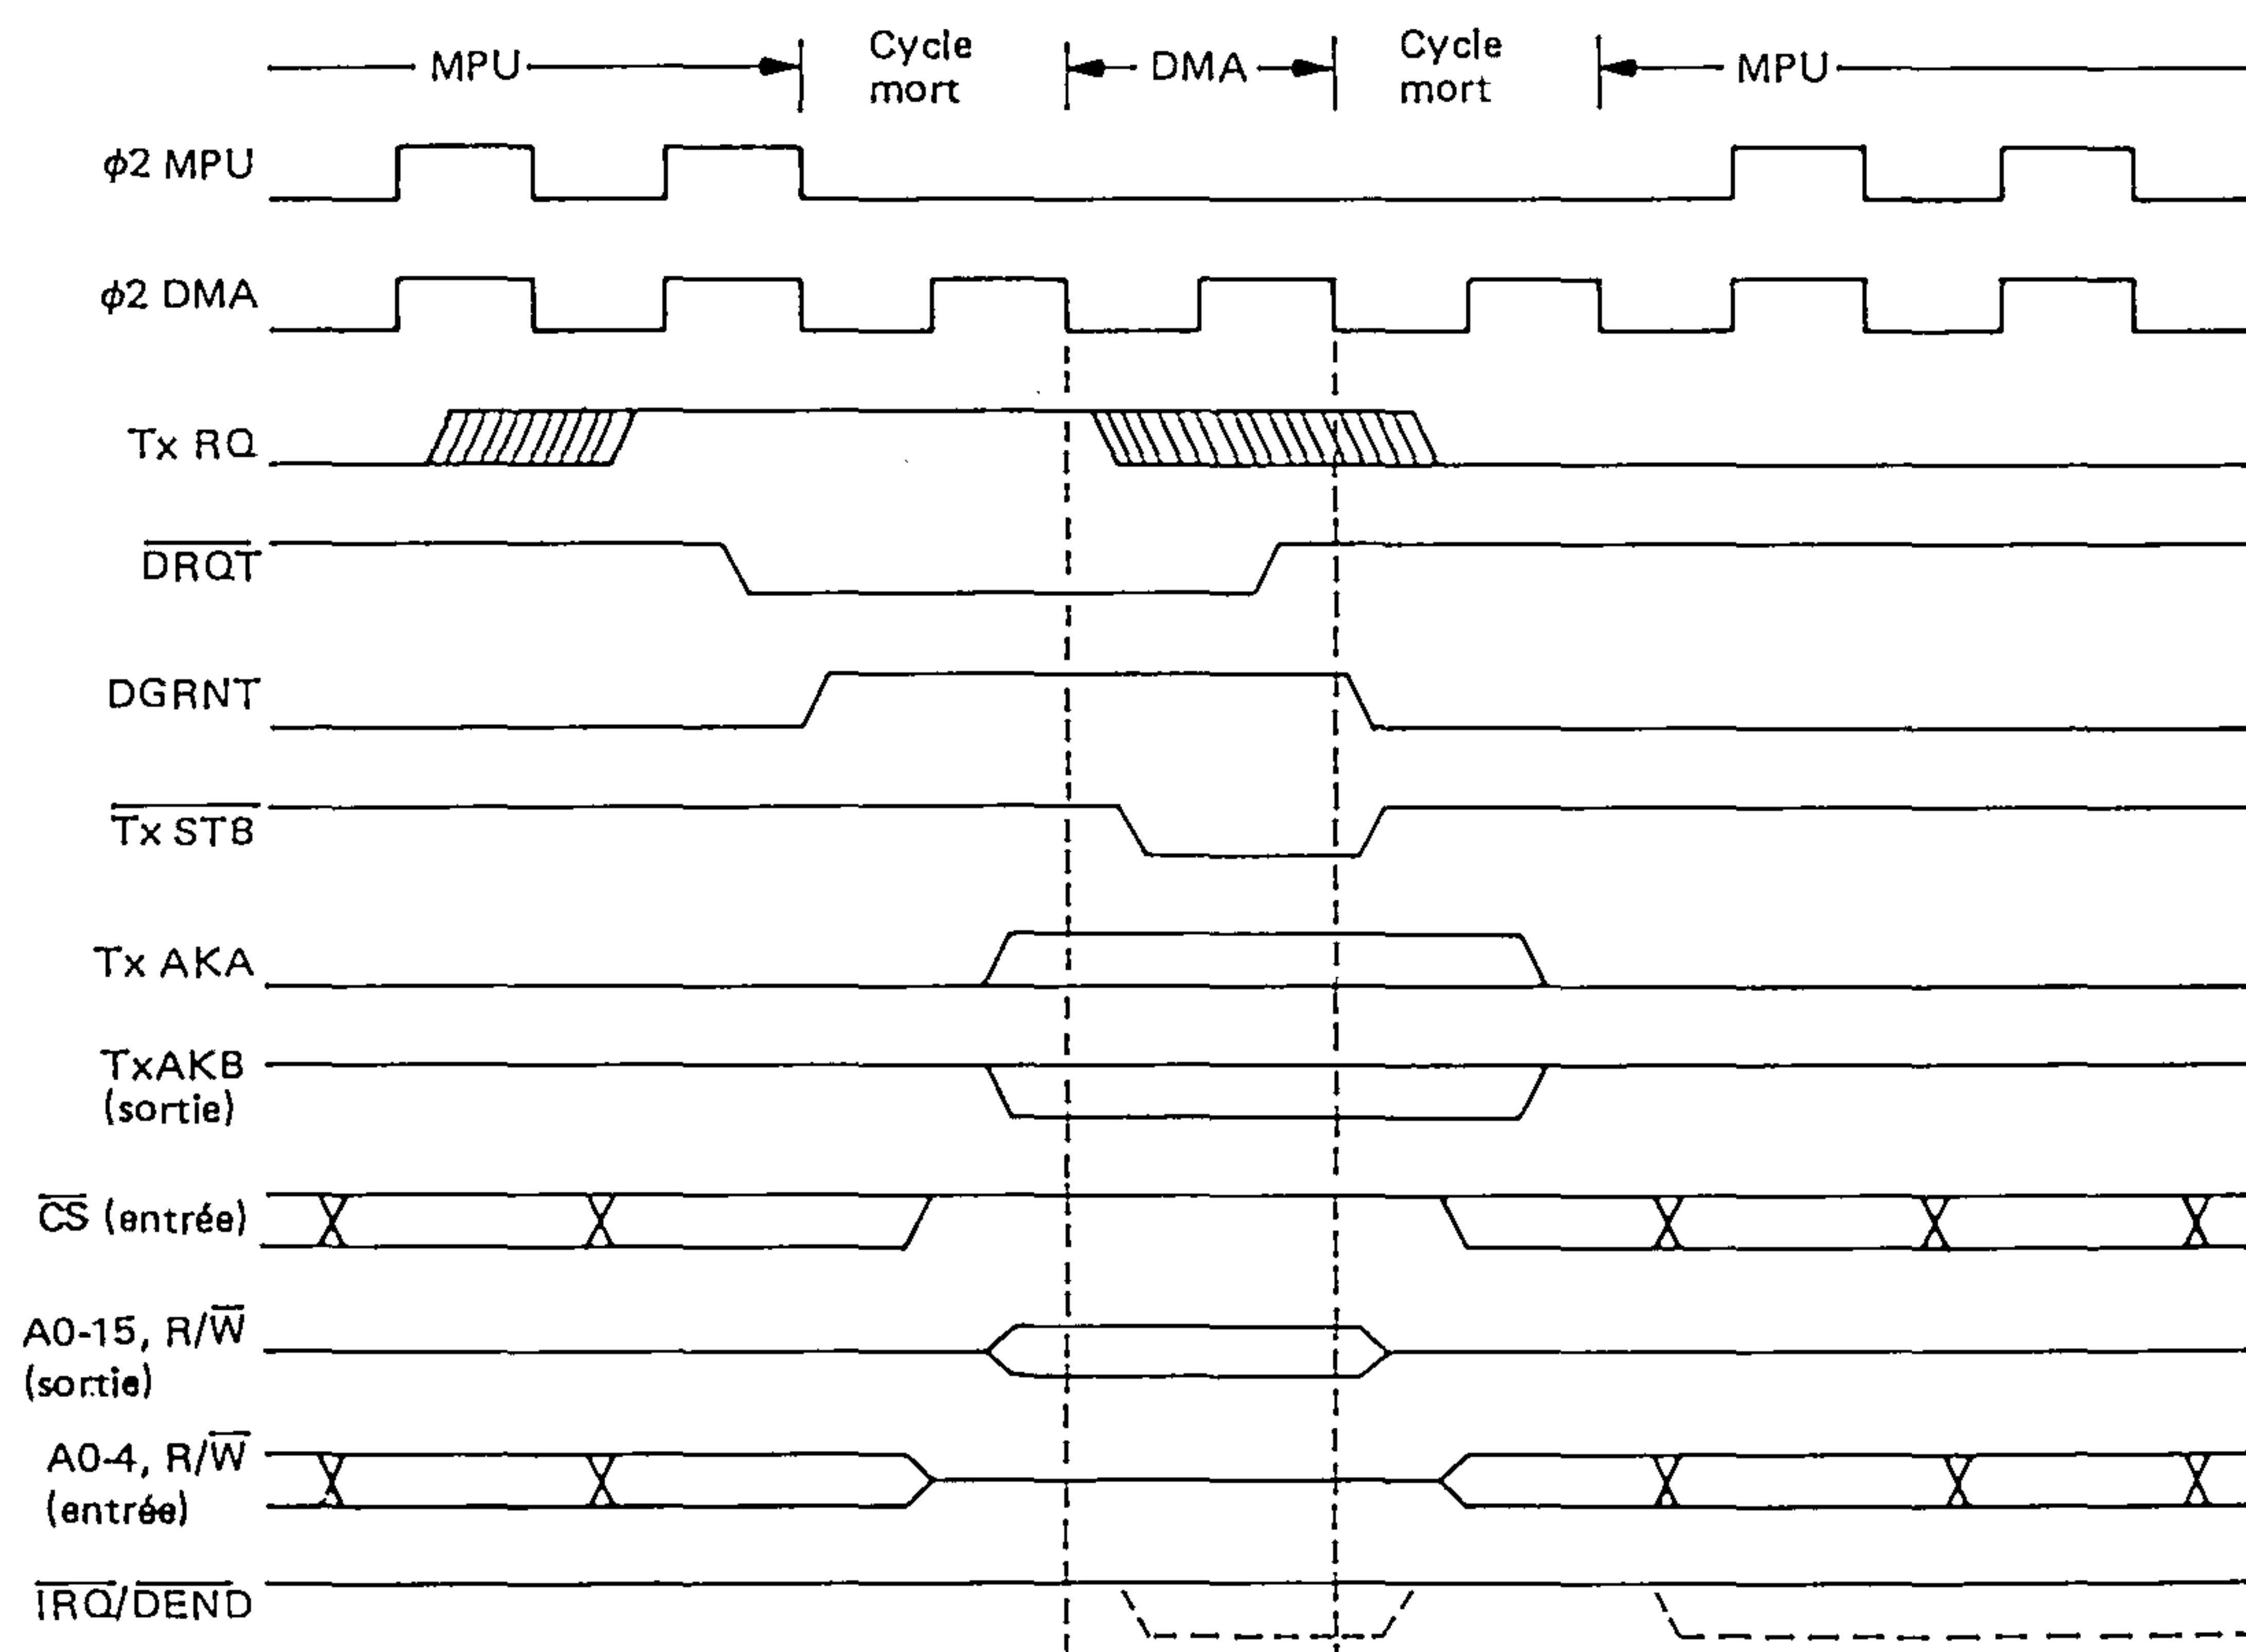 MPU
Cycle
mort
DMA
Cycle
mort
MPU
ϕ2 MPU
ϕ2 DMA
Tx RQ
DRQT
DGRNT
Tx STB
Tx AKA
TxAKB
(sortie)
CS (entrée)
A0-15, R/W
(sortie)
A0-4, R/W
(entrée)
IRQ/DEND